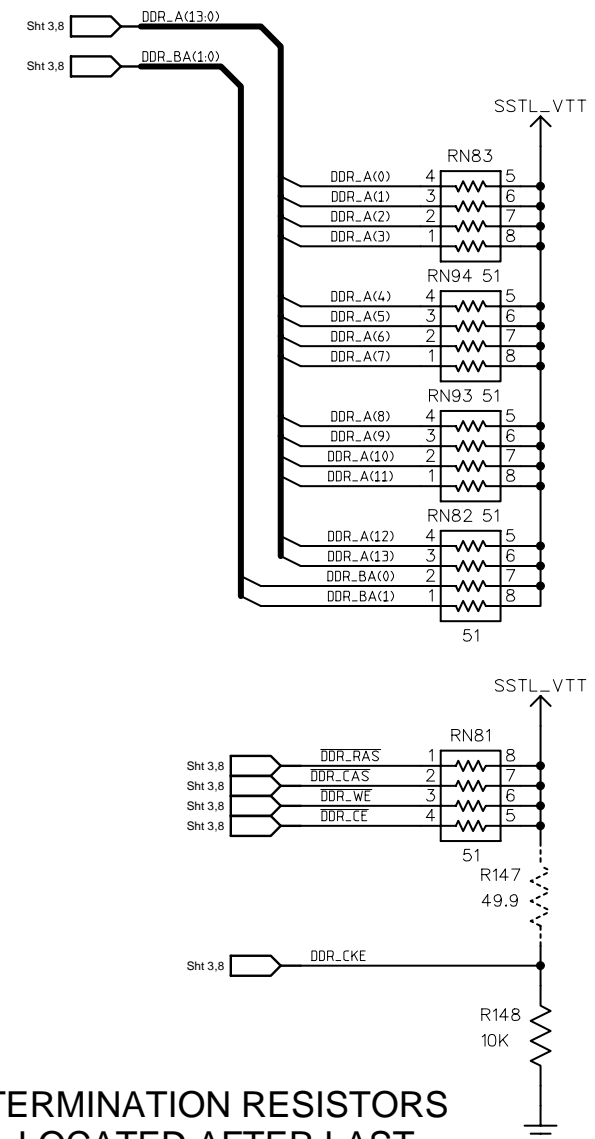 Sht 3,8 DDR_A(13:0)
Sht 3,8 DDR_BA(1:0)
SSTL_VTT
RN83
DDR_A(0) 4 5
DDR_A(1) 3 6
DDR_A(2) 2 7
DDR_A(3) 1 8
RN94 51
DDR_A(4) 4 5
DDR_A(5) 3 6
DDR_A(6) 2 7
DDR_A(7) 1 8
RN93 51
DDR_A(8) 4 5
DDR_A(9) 3 6
DDR_A(10) 2 7
DDR_A(11) 1 8
RN82 51
DDR_A(12) 4 5
DDR_A(13) 3 6
DDR_BA(0) 2 7
DDR_BA(1) 1 8
51
SSTL_VTT
RN81
Sht 3,8 DDR_RAS 1 8
Sht 3,8 DDR_CAS 2 7
Sht 3,8 DDR_WE 3 6
Sht 3,8 DDR_CE 4 5
51
R147
49.9
Sht 3,8 DDR_CKE
R148
10K
TERMINATION RESISTORS
LOCATED AFTER LAST